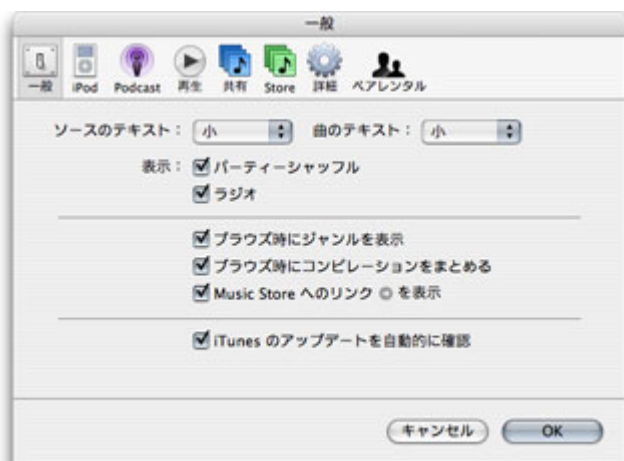 一般
一般 iPod Podcast 再生 共有 Store 詳細 ペアレンタル
ソースのテキスト： 小 曲のテキスト： 小
表示： パーティーシャッフル
ラジオ
ブラウズ時にジャンルを表示
ブラウズ時にコンピレーションをまとめる
Music Store へのリンク を表示
iTunes のアップデートを自動的に確認
キャンセル OK